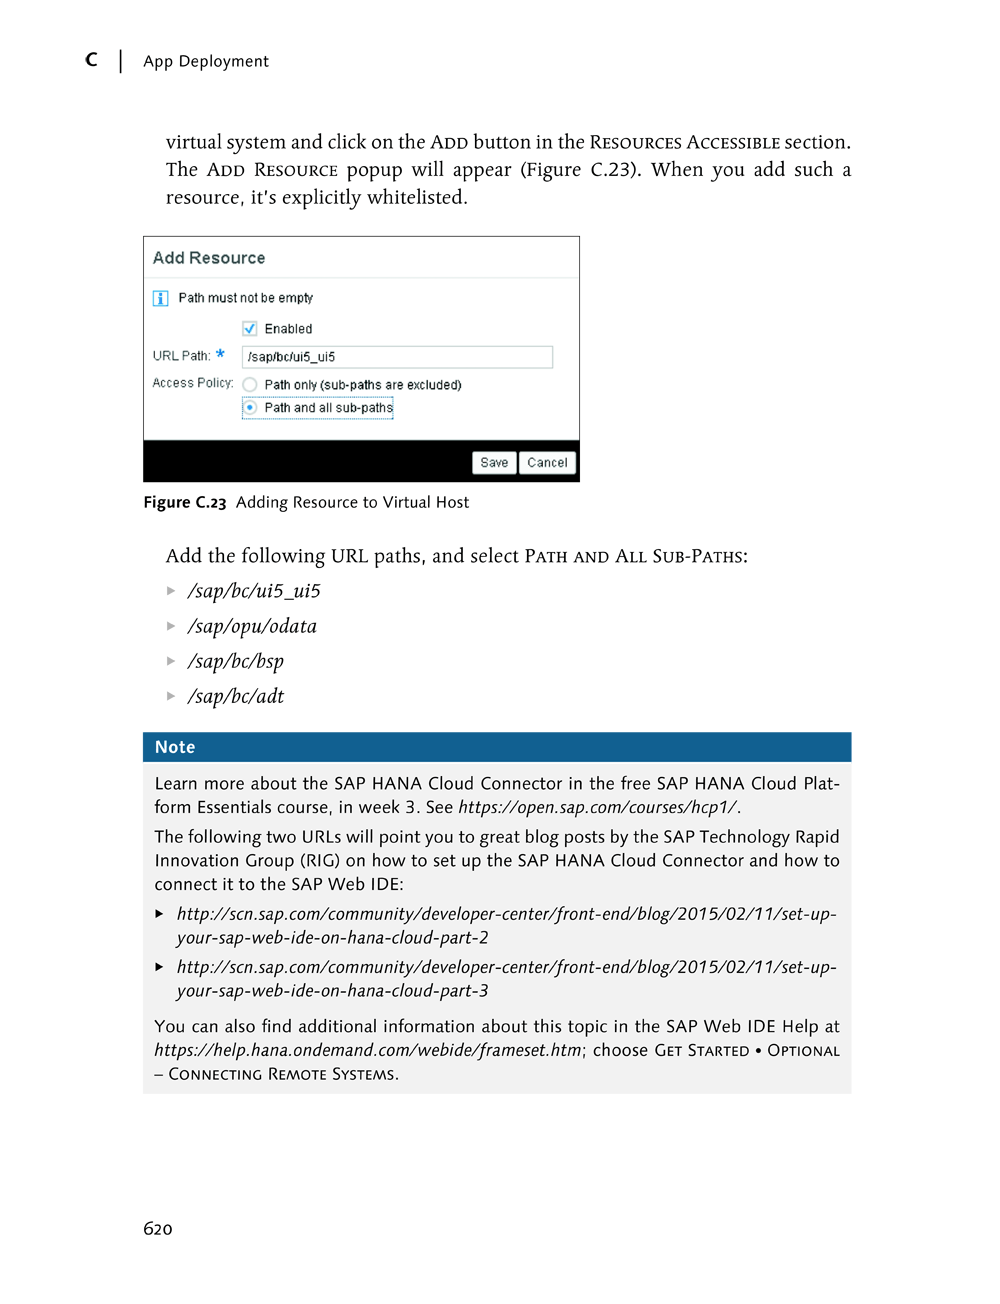 C | App Deployment
virtual system and click on the ADD button in the RESOURCES ACCESSIBLE section.
The ADD RESOURCE popup will appear (Figure C.23). When you add such a
resource, it's explicitly whitelisted.
Add Resource
Path must not be empty
Enabled
URL Path: * /sap/bc/ui5_ui5
Access Policy: Path only (sub-paths are excluded)
Path and all sub-paths
Save Cancel
Figure C.23 Adding Resource to Virtual Host
Add the following URL paths, and select PATH AND ALL SUB-PATHS:
▶ /sap/bc/ui5_ui5
▶ /sap/opu/odata
▶ /sap/bc/bsp
▶ /sap/bc/adt
Note
Learn more about the SAP HANA Cloud Connector in the free SAP HANA Cloud Plat-
form Essentials course, in week 3. See https://open.sap.com/courses/hcp1/.
The following two URLs will point you to great blog posts by the SAP Technology Rapid
Innovation Group (RIG) on how to set up the SAP HANA Cloud Connector and how to
connect it to the SAP Web IDE:
▶ http://scn.sap.com/community/developer-center/front-end/blog/2015/02/11/set-up-
your-sap-web-ide-on-hana-cloud-part-2
▶ http://scn.sap.com/community/developer-center/front-end/blog/2015/02/11/set-up-
your-sap-web-ide-on-hana-cloud-part-3
You can also find additional information about this topic in the SAP Web IDE Help at
https://help.hana.ondemand.com/webide/frameset.htm; choose GET STARTED • OPTIONAL
– CONNECTING REMOTE SYSTEMS.
620